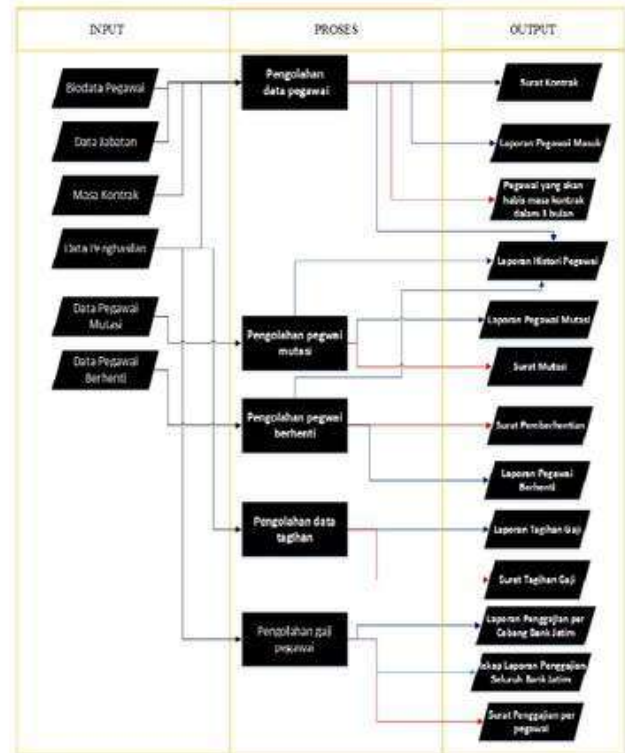 INPUT
PROSES
OUTPUT
Biodata Pegawai
Data Jabatan
Masa Kontrak
Data Penghasilan
Data Pegawai
Mutasi
Data Pegawai
Berhenti
Pengolahan
data pegawai
Pengolahan pegwai
mutasi
Pengolahan pegwai
berhenti
Pengolahan data
tagihan
Pengolahan gaji
pegawai
Surat Kontrak
Laporan Pegawai Masuk
Pegawai yang akan
habis masa kontrak
dalam 3 bulan
Laporan Histori Pegawai
Laporan Pegawai Mutasi
Surat Mutasi
Surat Pemberhentian
Laporan Pegawai
Berhenti
Laporan Tagihan Gaji
Surat Tagihan Gaji
Laporan Penggajian per
Cabang Bank Jatim
ekap Laporan Penggajian
Seluruh Bank Jatim
Surat Penggajian per
pegawai